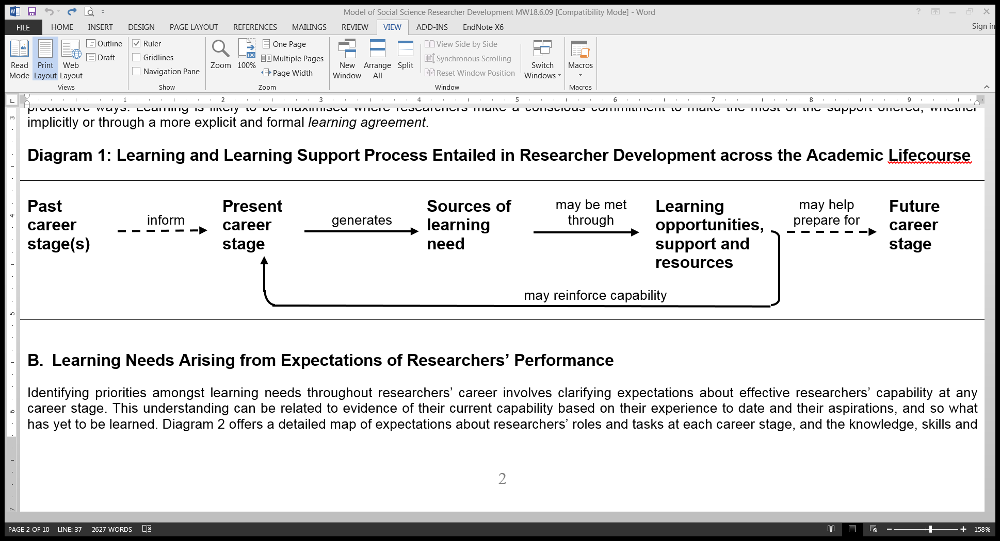 Model of Social Science Researcher Development MW18.6.09 [Compatibility Mode] - Word
FILE HOME INSERT DESIGN PAGE LAYOUT REFERENCES MAILINGS REVIEW VIEW ADD-INS EndNote X6 Sign in
Read Mode
Print Layout
Web Layout
Outline
Draft
Views
Ruler
Gridlines
Navigation Pane
Show
Zoom
100
100%
One Page
Multiple Pages
Page Width
Zoom
New Window
Arrange All
Split
View Side by Side
Synchronous Scrolling
Reset Window Position
Window
Switch Windows
Macros
Macros
1 2 3 4 5 6 7 8 9
3
4
5
6
7
productive ways. Learning is likely to be maximised where researchers make a conscious commitment to make the most of the support offered, whether
implicitly or through a more explicit and formal learning agreement.
Diagram 1: Learning and Learning Support Process Entailed in Researcher Development across the Academic Lifecourse
Past
career
stage(s)
inform
Present
career
stage
generates
Sources of
learning
need
may be met
through
Learning
opportunities,
support and
resources
may help
prepare for
Future
career
stage
may reinforce capability
B. Learning Needs Arising from Expectations of Researchers’ Performance
Identifying priorities amongst learning needs throughout researchers’ career involves clarifying expectations about effective researchers’ capability at any
career stage. This understanding can be related to evidence of their current capability based on their experience to date and their aspirations, and so what
has yet to be learned. Diagram 2 offers a detailed map of expectations about researchers’ roles and tasks at each career stage, and the knowledge, skills and
2
PAGE 2 OF 10 LINE: 37 2627 WORDS 158%